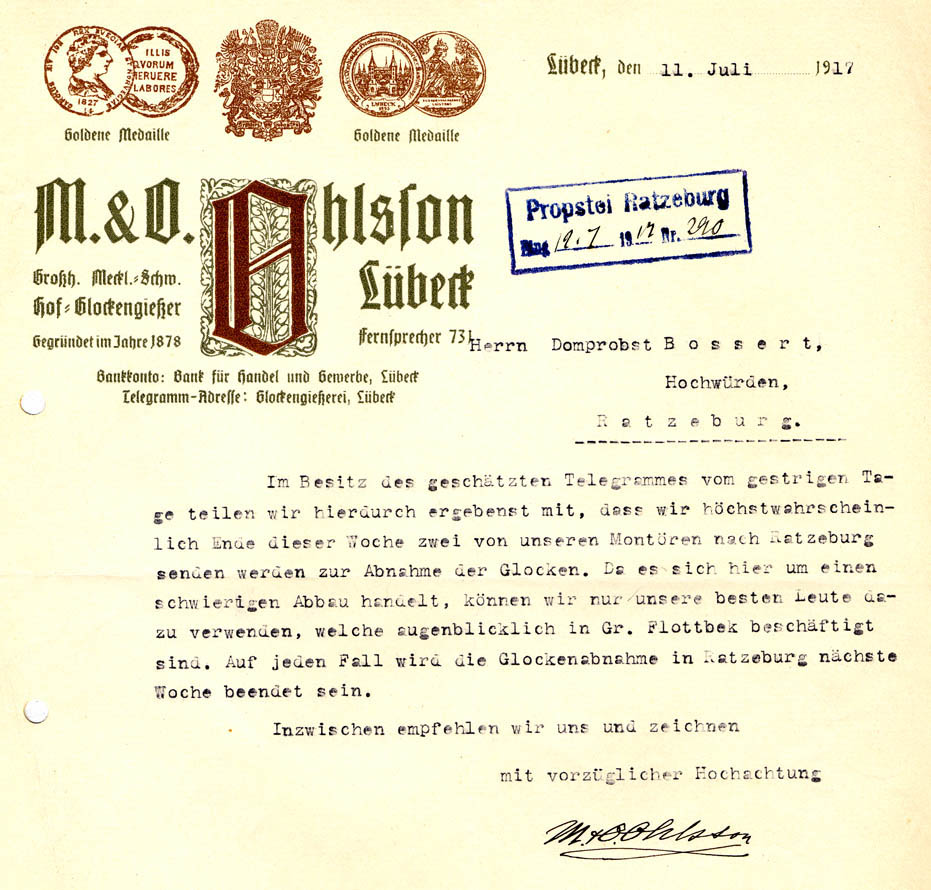 ILLIS
QVORUM
MERUERE
LABORES
1827
LUBECK
Goldene Medaille
Goldene Medaille
Lübeck, den 11. Juli 1917
M. & O. Ohlsson
Lübeck
Großh. Meckl.-Schw.
Hof-Glockengießer
Gegründet im Jahre 1878
Fernsprecher 731
Bankkonto: Bank für Handel und Gewerbe, Lübeck
Telegramm-Adresse: Glockengießerei, Lübeck
Propstei Ratzeburg
Eing 12.7 1917 Nr. 290
Herrn Domprobst B o s s e r t,
Hochwürden,
R a t z e b u r g.
Im Besitz des geschätzten Telegrammes vom gestrigen Ta-
ge teilen wir hierdurch ergebenst mit, dass wir höchstwahrschein-
lich Ende dieser Woche zwei von unseren Montören nach Ratzeburg
senden werden zur Abnahme der Glocken. Da es sich hier um einen
schwierigen Abbau handelt, können wir nur unsere besten Leute da-
zu verwenden, welche augenblicklich in Gr. Flottbek beschäftigt
sind. Auf jeden Fall wird die Glockenabnahme in Ratzeburg nächste
Woche beendet sein.
Inzwischen empfehlen wir uns und zeichnen
mit vorzüglicher Hochachtung
M. & O. Ohlsson